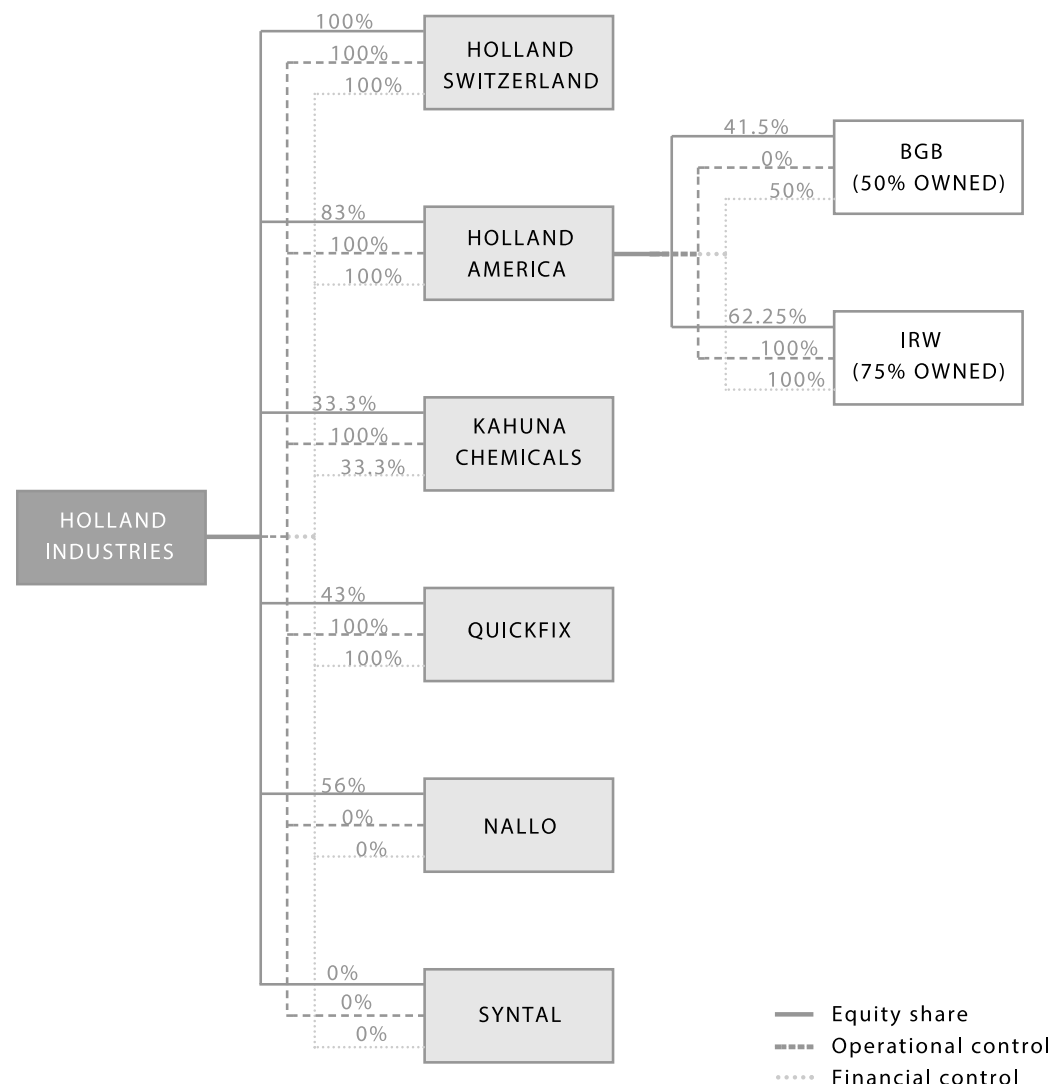 100%
100%
100%
HOLLAND
SWITZERLAND
83%
100%
100%
HOLLAND
AMERICA
41.5%
0%
50%
BGB
(50% OWNED)
62.25%
100%
100%
IRW
(75% OWNED)
33.3%
100%
33.3%
KAHUNA
CHEMICALS
HOLLAND
INDUSTRIES
43%
100%
100%
QUICKFIX
56%
0%
0%
NALLO
0%
0%
0%
SYNTAL
Equity share
Operational control
Financial control